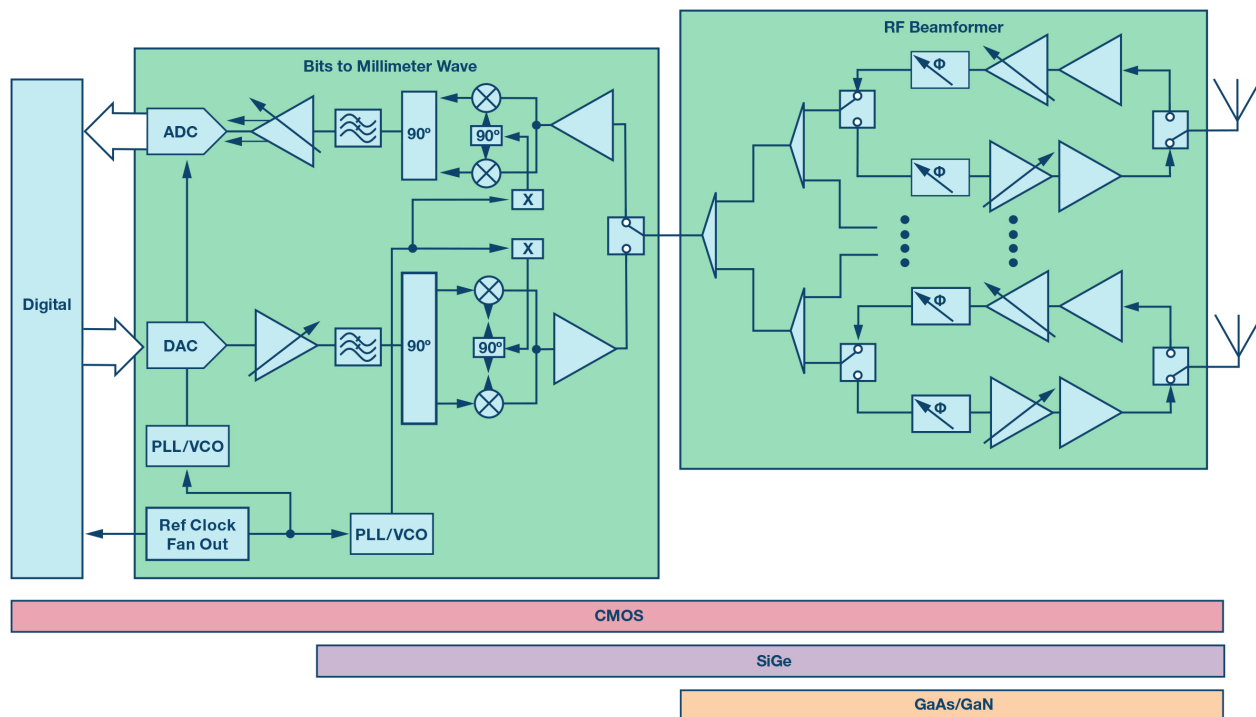 RF Beamformer
Bits to Millimeter Wave
Φ
ADC
90º
90º
Φ
X
X
Digital
Φ
DAC
90º
90º
Φ
PLL/VCO
Ref Clock
Fan Out
PLL/VCO
CMOS
SiGe
GaAs/GaN